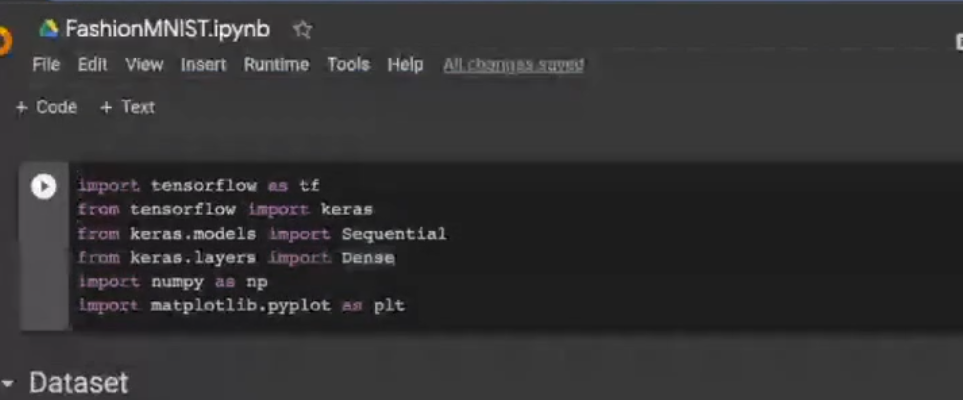 FashionMNIST.ipynb
File Edit View Insert Runtime Tools Help All changes saved
+ Code + Text
import tensorflow as tf
from tensorflow import keras
from keras.models import Sequential
from keras.layers import Dense
import numpy as np
import matplotlib.pyplot as plt
Dataset